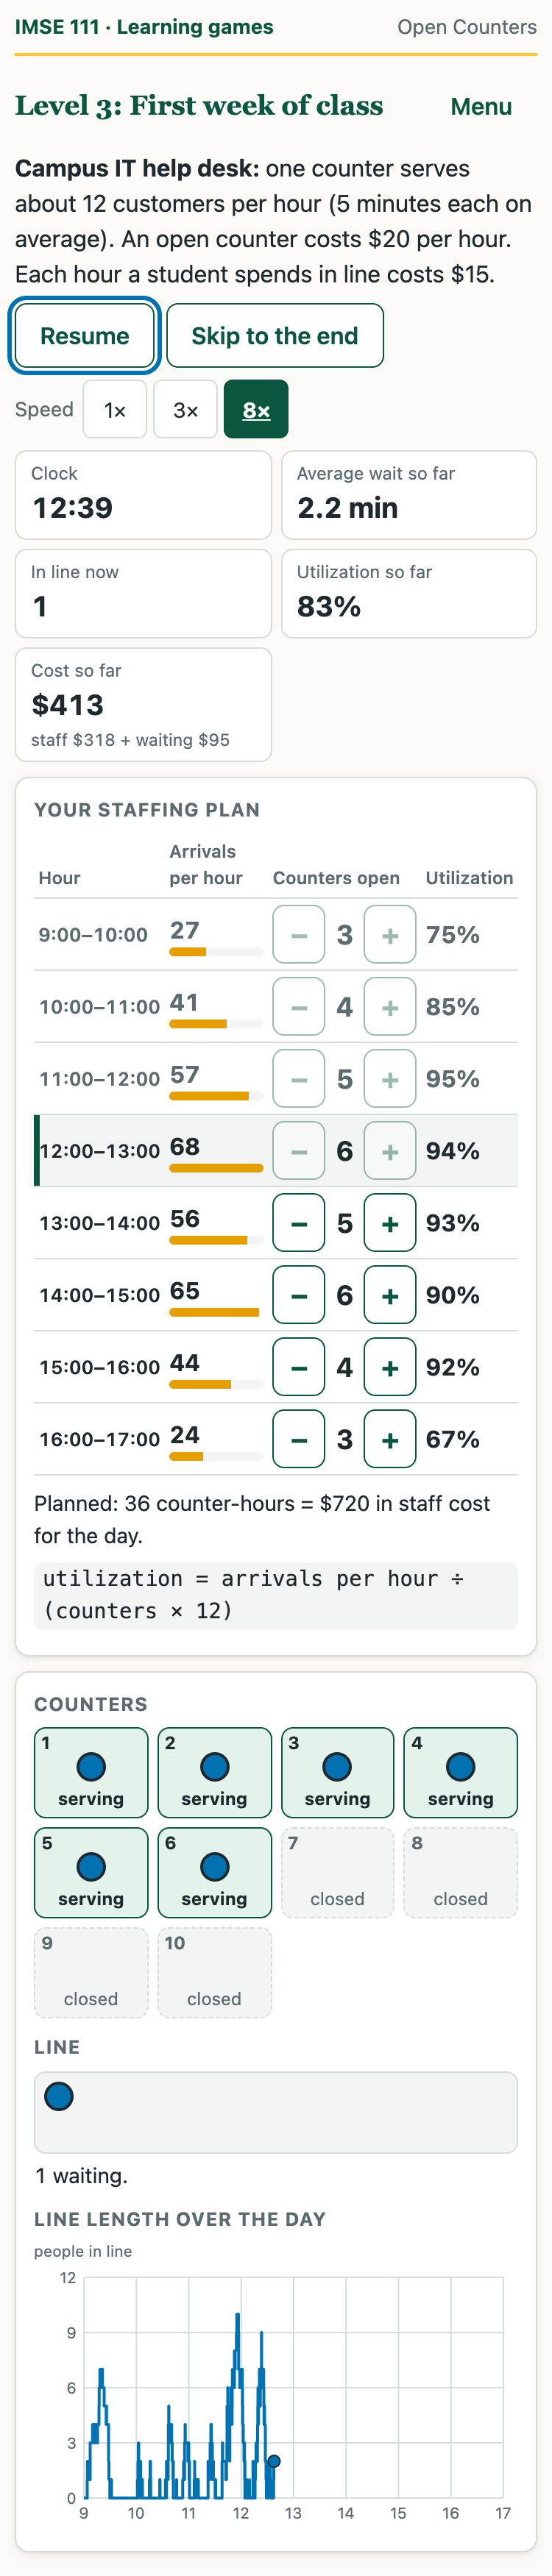 IMSE 111 · Learning games
Open Counters
Level 3: First week of class
Menu
Campus IT help desk: one counter serves
about 12 customers per hour (5 minutes each on
average). An open counter costs $20 per hour.
Each hour a student spends in line costs $15.
Resume
Skip to the end
Speed
1×
3×
8×
Clock
12:39
Average wait so far
2.2 min
In line now
1
Utilization so far
83%
Cost so far
$413
staff $318 + waiting $95
YOUR STAFFING PLAN
Hour
Arrivals
per hour
Counters open
Utilization
9:00–10:00 27 − 3 + 75%
10:00–11:00 41 − 4 + 85%
11:00–12:00 57 − 5 + 95%
12:00–13:00 68 − 6 + 94%
13:00–14:00 56 − 5 + 93%
14:00–15:00 65 − 6 + 90%
15:00–16:00 44 − 4 + 92%
16:00–17:00 24 − 3 + 67%
Planned: 36 counter-hours = $720 in staff cost
for the day.
utilization = arrivals per hour ÷
(counters × 12)
COUNTERS
1 serving
2 serving
3 serving
4 serving
5 serving
6 serving
7 closed
8 closed
9 closed
10 closed
LINE
1 waiting.
LINE LENGTH OVER THE DAY
people in line
12
9
6
3
0
9 10 11 12 13 14 15 16 17